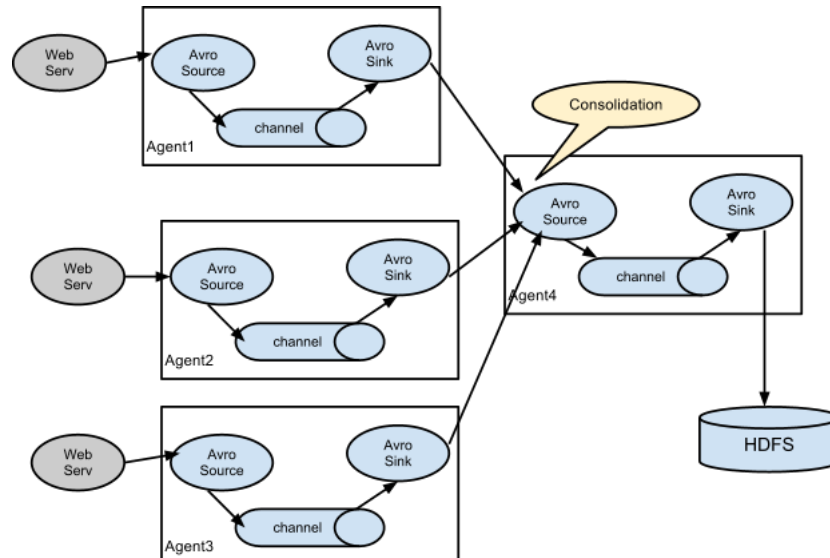 Web
Serv
Avro
Source
Avro
Sink
channel
Agent1
Consolidation
Web
Serv
Avro
Source
Avro
Sink
channel
Agent2
Avro
Source
Avro
Sink
channel
Agent4
Web
Serv
Avro
Source
Avro
Sink
channel
Agent3
HDFS